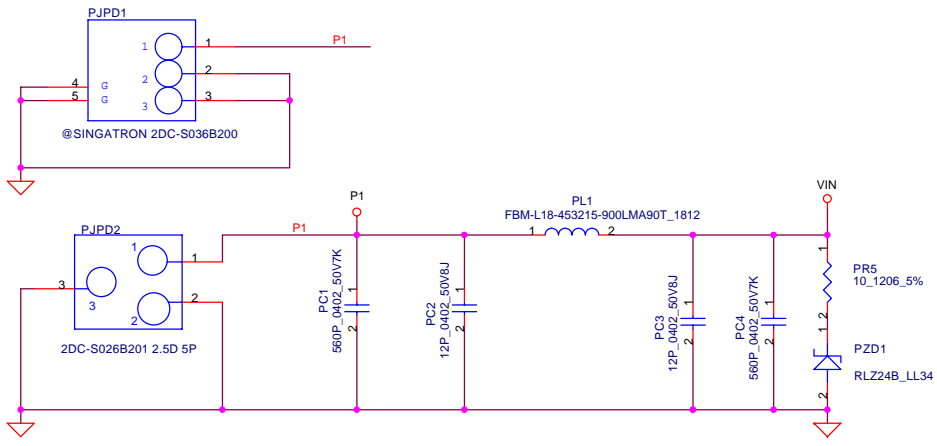 PJPD1
1
1
P1
2
2
4
G
5
G
3
3
@SINGATRON 2DC-S036B200
P1
VIN
PL1
FBM-L18-453215-900LMA90T_1812
PJPD2
P1
1
2
1
1
3
3
2
2
2DC-S026B201 2.5D 5P
PC1
560P_0402_50V7K
1
2
PC2
12P_0402_50V8J
1
2
PC3
12P_0402_50V8J
1
2
PC4
560P_0402_50V7K
1
2
1
PR5
10_1206_5%
2
1
PZD1
RLZ24B_LL34
2